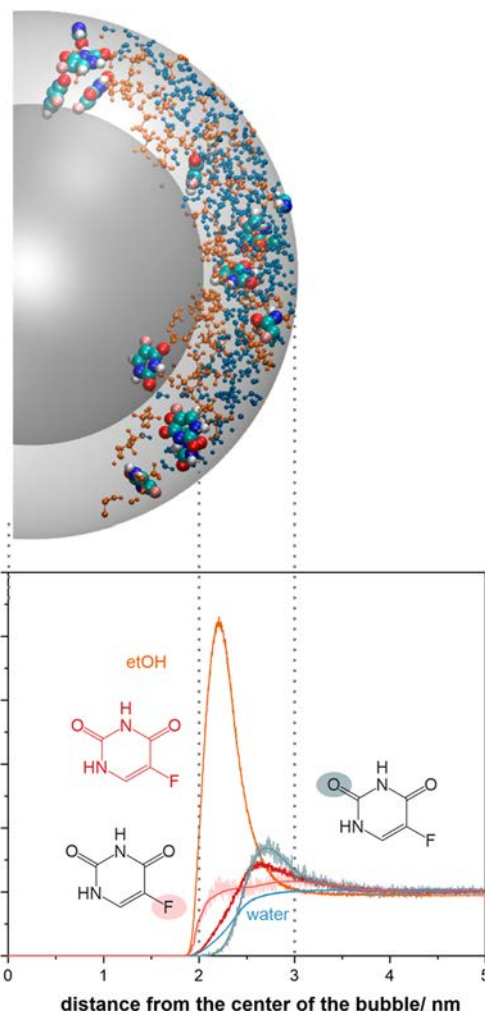 etOH
H
O N O
HN F
H
O N O
HN F
H
O N O
HN F
water
0 1 2 3 4 5
distance from the center of the bubble/ nm